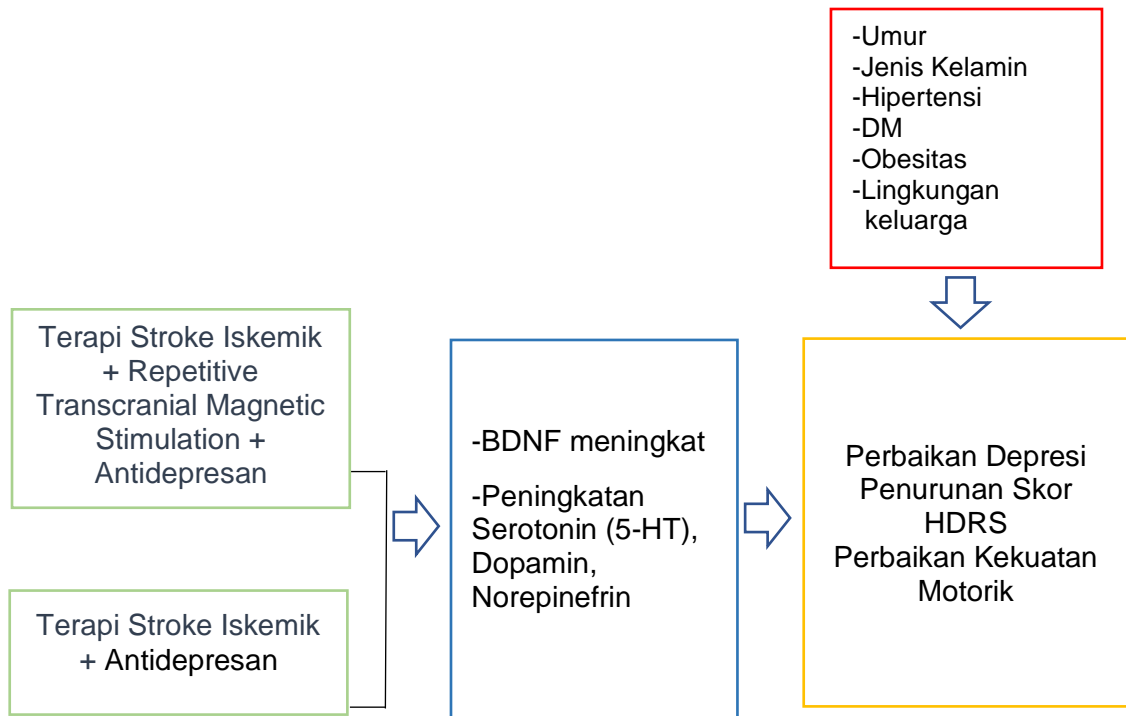 -Umur
-Jenis Kelamin
-Hipertensi
-DM
-Obesitas
-Lingkungan
keluarga
Terapi Stroke Iskemik
+ Repetitive
Transcranial Magnetic
Stimulation +
Antidepresan
Terapi Stroke Iskemik
+ Antidepresan
-BDNF meningkat
-Peningkatan
Serotonin (5-HT),
Dopamin,
Norepinefrin
Perbaikan Depresi
Penurunan Skor
HDRS
Perbaikan Kekuatan
Motorik